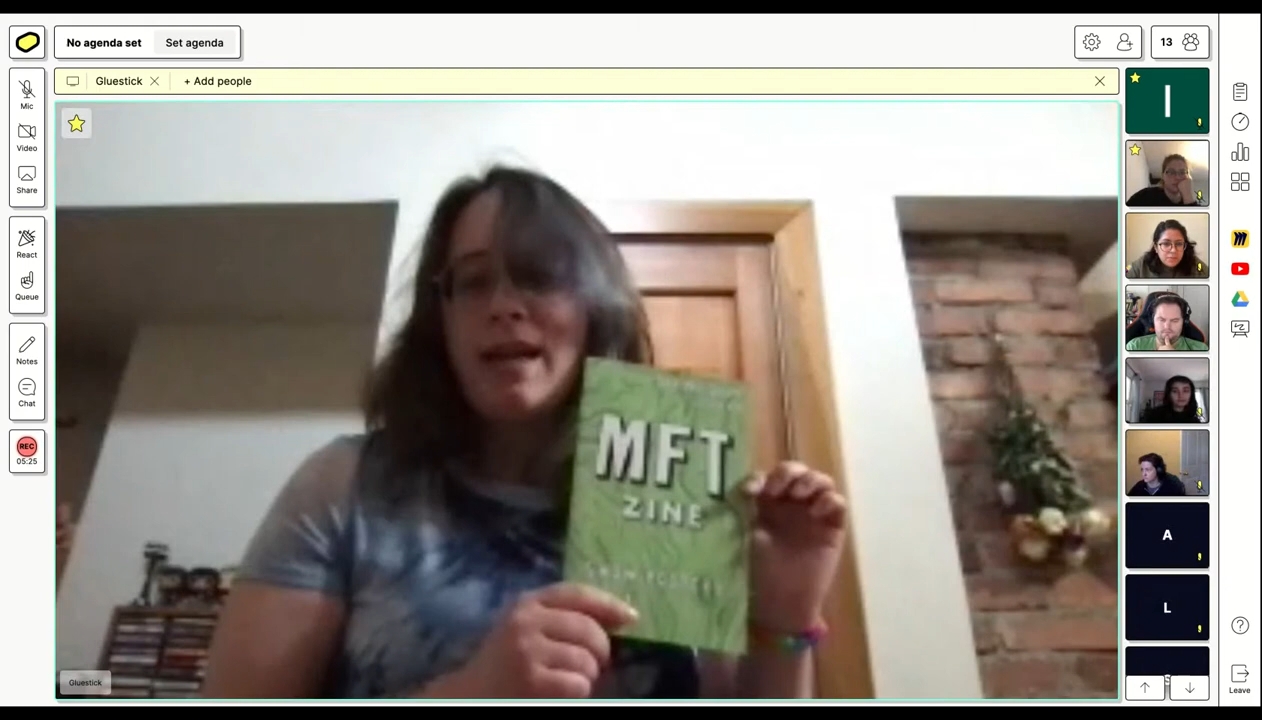 No agenda set
Set agenda
13
Gluestick
+ Add people
Mic
Video
Share
React
Queue
Notes
Chat
REC
05:25
MFT
ZINE
Gluestick
A
L
Leave